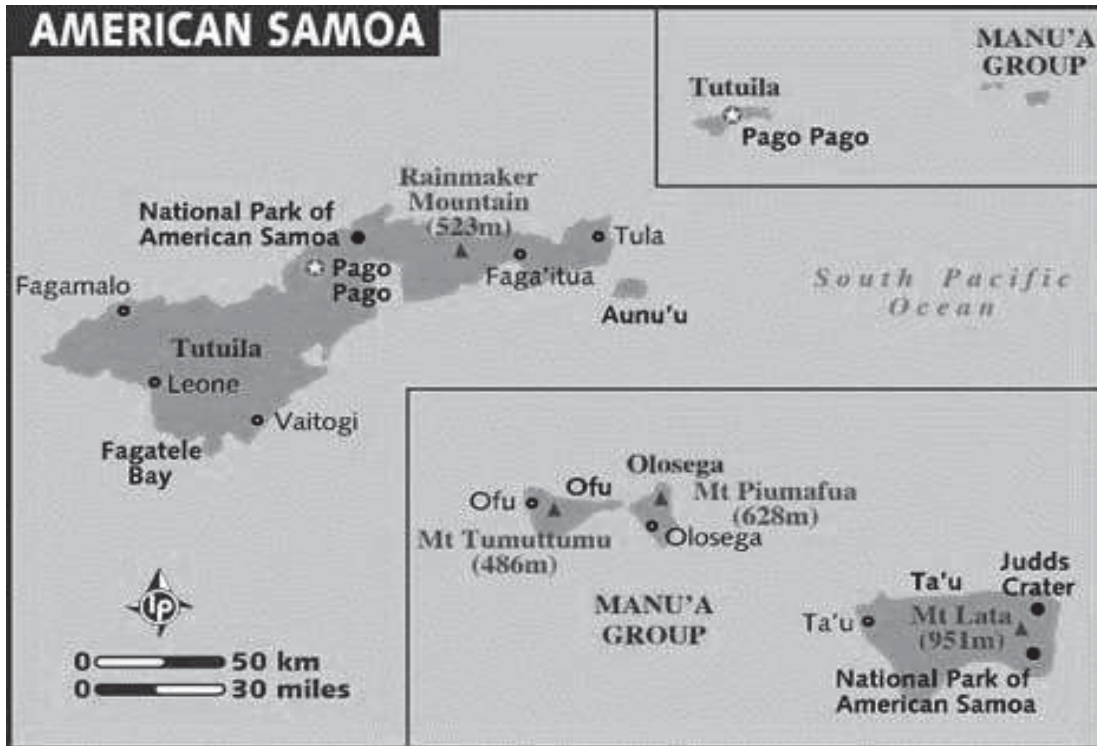 AMERICAN SAMOA
MANU'A
GROUP
Tutuila
Pago Pago
Rainmaker
Mountain
(523m)
National Park of
American Samoa
Tula
Pago
Pago
Faga'itua
Fagamalo
Aunu'u
South Pacific
Ocean
Tutuila
Leone
Vaitogi
Fagatele
Bay
Olosega
Ofu
Ofu
Mt Piumafua
(628m)
Olosega
Mt Tumuttumu
(486m)
Judds
Crater
Ta'u
MANU'A
GROUP
Ta'u
Mt Lata
(951m)
National Park of
American Samoa
lp
0 50 km
0 30 miles